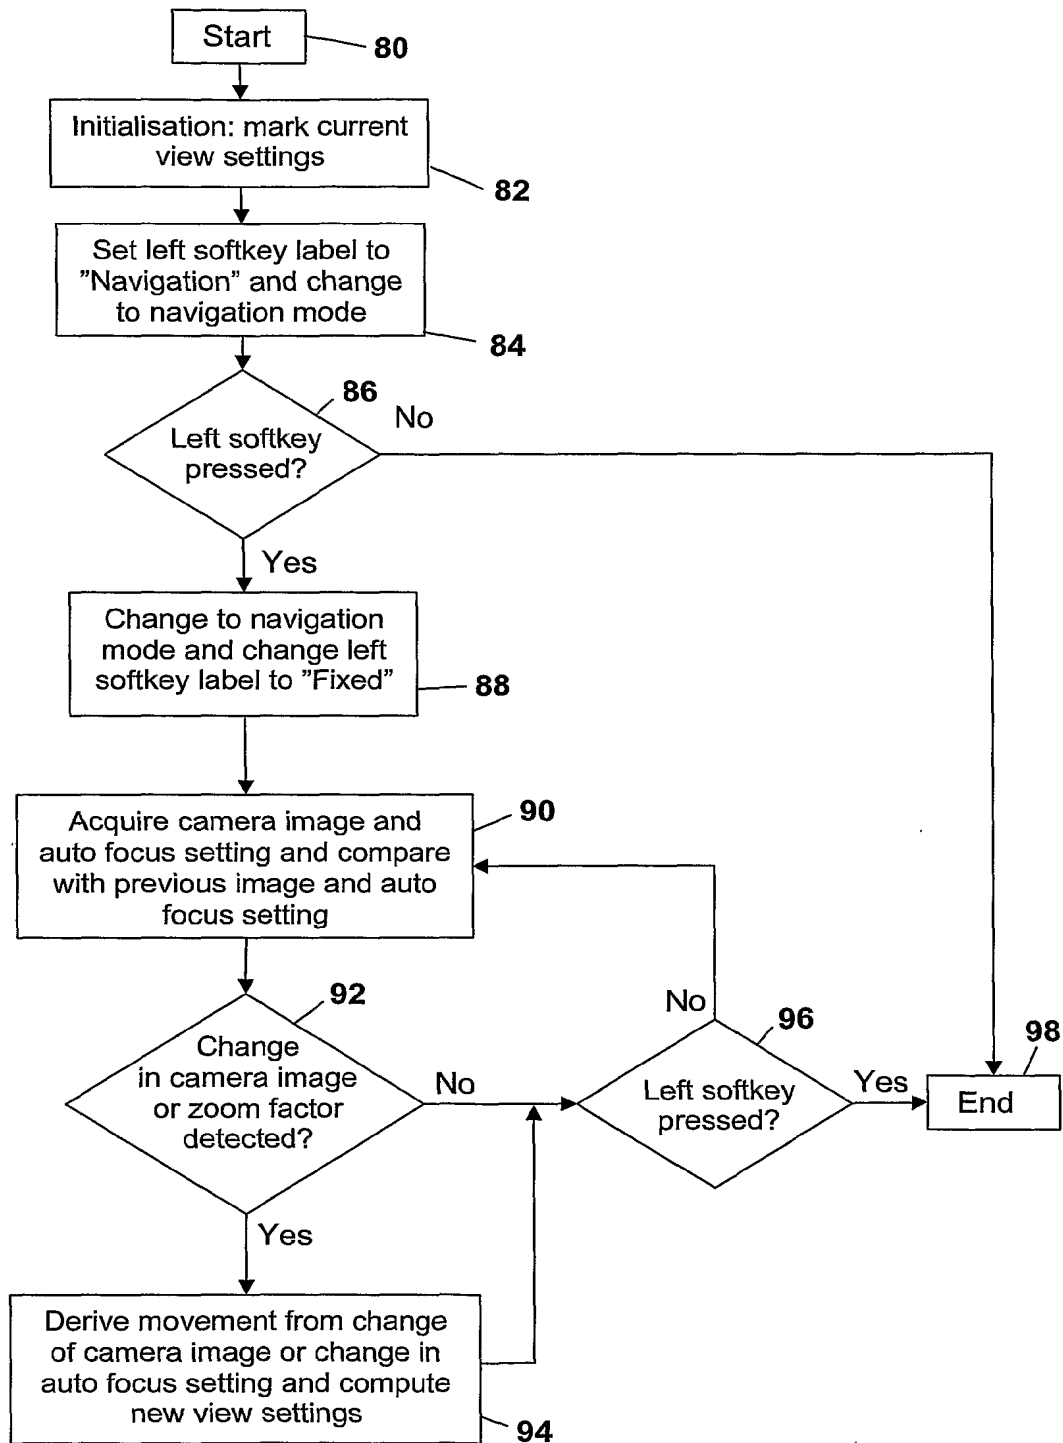 Start
80
Initialisation: mark current
view settings
82
Set left softkey label to
”Navigation” and change
to navigation mode
84
86
No
Left softkey
pressed?
Yes
Change to navigation
mode and change left
softkey label to ”Fixed”
88
90
Acquire camera image and
auto focus setting and compare
with previous image and auto
focus setting
92
Change
in camera image
or zoom factor
detected?
No
Yes
No
96
Left softkey
pressed?
Yes
98
End
Derive movement from change
of camera image or change in
auto focus setting and compute
new view settings
94